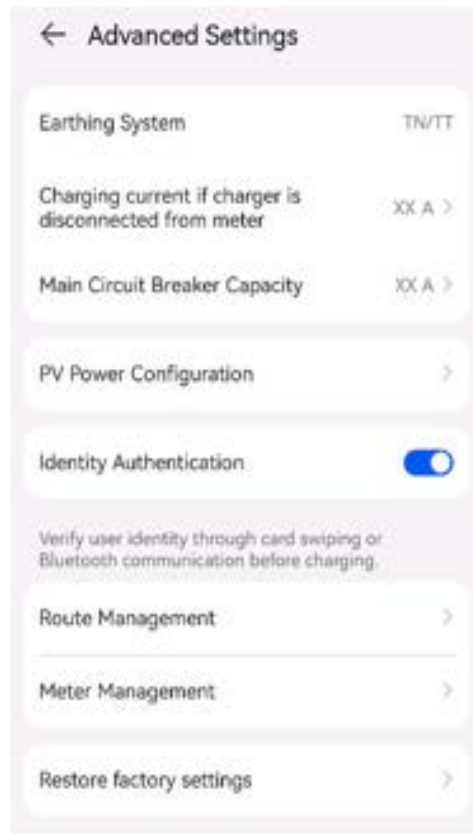 Advanced Settings
Earthing System TN/TT
Charging current if charger is
disconnected from meter XX A
Main Circuit Breaker Capacity XX A
PV Power Configuration
Identity Authentication
Verify user identity through card swiping or
Bluetooth communication before charging.
Route Management
Meter Management
Restore factory settings